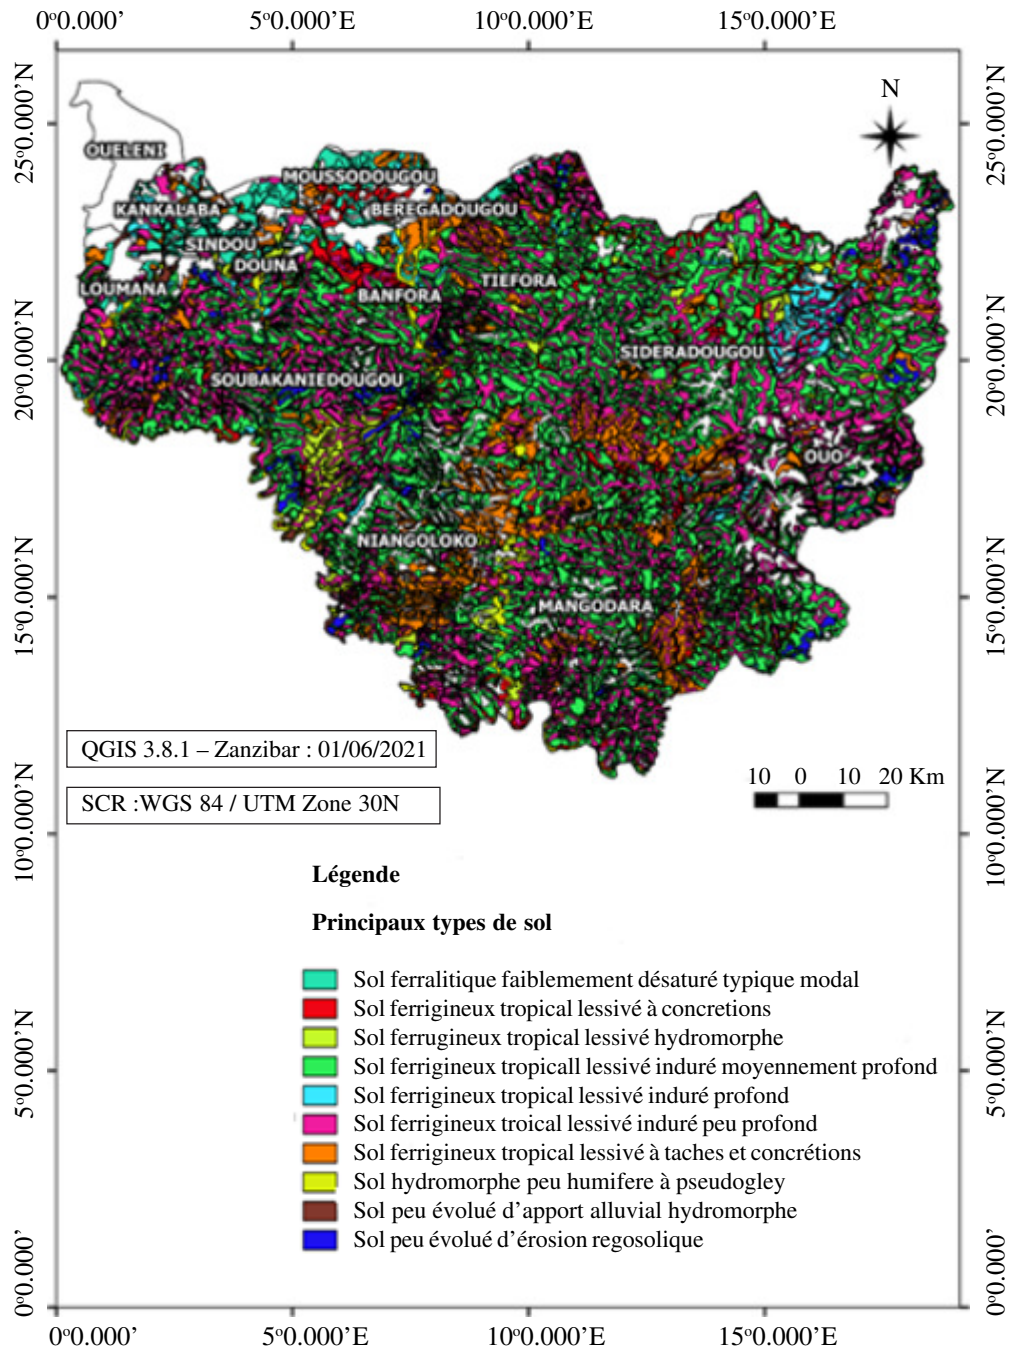 0°0.000' 5°0.000'E 10°0.000'E 15°0.000'E
25°0.000'N
20°0.000'N
15°0.000'N
10°0.000'N
5°0.000'N
0°0.000'
25°0.000'N
20°0.000'N
15°0.000'N
10°0.000'N
5°0.000'N
0°0.000'
N
OUELENI
MOUSSODOUGOU
KANKALABA
BEREGADOUGOU
SINDOU
DOUNA
TIEFORA
LOUMANA
BANFORA
SIDERADOUGOU
SOUBAKANIEDOUGOU
OUO
NIANGOLOKO
MANGODARA
QGIS 3.8.1 – Zanzibar : 01/06/2021
10 0 10 20 Km
SCR :WGS 84 / UTM Zone 30N
Légende
Principaux types de sol
Sol ferralitique faiblemement désaturé typique modal
Sol ferrigineux tropical lessivé à concretions
Sol ferrugineux tropical lessivé hydromorphe
Sol ferrigineux tropicall lessivé induré moyennement profond
Sol ferrigineux tropical lessivé induré profond
Sol ferrigineux troical lessivé induré peu profond
Sol ferrigineux tropical lessivé à taches et concrétions
Sol hydromorphe peu humifere à pseudogley
Sol peu évolué d'apport alluvial hydromorphe
Sol peu évolué d'érosion regosolique
0°0.000' 5°0.000'E 10°0.000'E 15°0.000'E